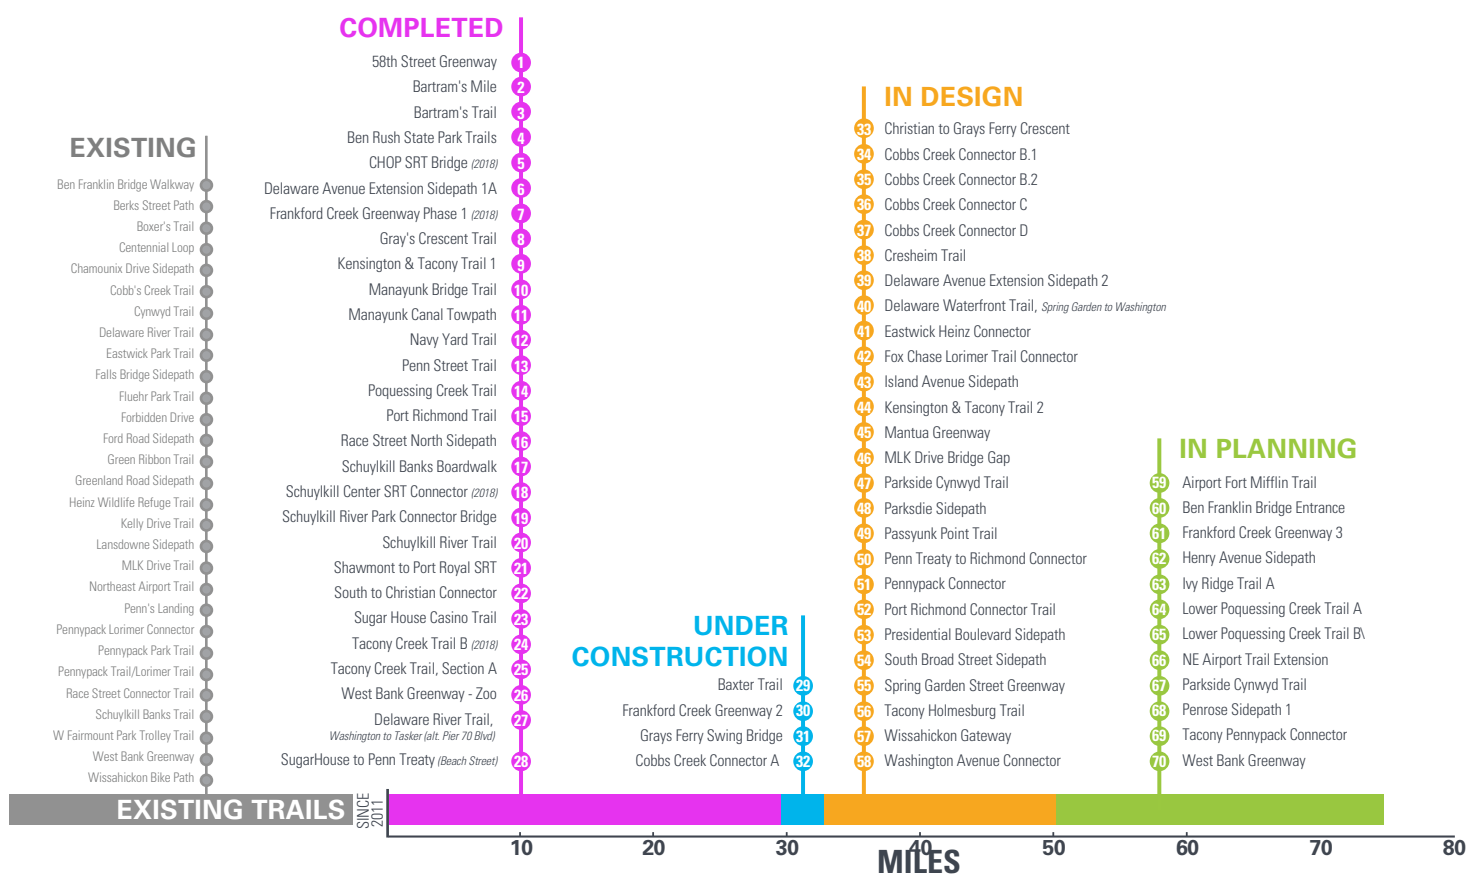 EXISTING
Ben Franklin Bridge Walkway
Berks Street Path
Boxer's Trail
Centennial Loop
Chamounix Drive Sidepath
Cobb's Creek Trail
Cynwyd Trail
Delaware River Trail
Eastwick Park Trail
Falls Bridge Sidepath
Fluehr Park Trail
Forbidden Drive
Ford Road Sidepath
Green Ribbon Trail
Greenland Road Sidepath
Heinz Wildlife Refuge Trail
Kelly Drive Trail
Lansdowne Sidepath
MLK Drive Trail
Northeast Airport Trail
Penn's Landing
Pennypack Lorimer Connector
Pennypack Park Trail
Pennypack Trail/Lorimer Trail
Race Street Connector Trail
Schuylkill Banks Trail
W Fairmount Park Trolley Trail
West Bank Greenway
Wissahickon Bike Path
COMPLETED
58th Street Greenway 1
Bartram's Mile 2
Bartram's Trail 3
Ben Rush State Park Trails 4
CHOP SRT Bridge (2018) 5
Delaware Avenue Extension Sidepath 1A 6
Frankford Creek Greenway Phase 1 (2018) 7
Gray's Crescent Trail 8
Kensington & Tacony Trail 1 9
Manayunk Bridge Trail 10
Manayunk Canal Towpath 11
Navy Yard Trail 12
Penn Street Trail 13
Poquessing Creek Trail 14
Port Richmond Trail 15
Race Street North Sidepath 16
Schuylkill Banks Boardwalk 17
Schuylkill Center SRT Connector (2018) 18
Schuylkill River Park Connector Bridge 19
Schuylkill River Trail 20
Shawmont to Port Royal SRT 21
South to Christian Connector 22
Sugar House Casino Trail 23
Tacony Creek Trail B (2018) 24
Tacony Creek Trail, Section A 25
West Bank Greenway - Zoo 26
Delaware River Trail, 27
Washington to Tasker (alt. Pier 70 Blvd)
SugarHouse to Penn Treaty (Beach Street) 28
UNDER
CONSTRUCTION
Baxter Trail 29
Frankford Creek Greenway 2 30
Grays Ferry Swing Bridge 31
Cobbs Creek Connector A 32
IN DESIGN
33 Christian to Grays Ferry Crescent
34 Cobbs Creek Connector B.1
35 Cobbs Creek Connector B.2
36 Cobbs Creek Connector C
37 Cobbs Creek Connector D
38 Cresheim Trail
39 Delaware Avenue Extension Sidepath 2
40 Delaware Waterfront Trail, Spring Garden to Washington
41 Eastwick Heinz Connector
42 Fox Chase Lorimer Trail Connector
43 Island Avenue Sidepath
44 Kensington & Tacony Trail 2
45 Mantua Greenway
46 MLK Drive Bridge Gap
47 Parkside Cynwyd Trail
48 Parksdie Sidepath
49 Passyunk Point Trail
50 Penn Treaty to Richmond Connector
51 Pennypack Connector
52 Port Richmond Connector Trail
53 Presidential Boulevard Sidepath
54 South Broad Street Sidepath
55 Spring Garden Street Greenway
56 Tacony Holmesburg Trail
57 Wissahickon Gateway
58 Washington Avenue Connector
IN PLANNING
59 Airport Fort Mifflin Trail
60 Ben Franklin Bridge Entrance
61 Frankford Creek Greenway 3
62 Henry Avenue Sidepath
63 Ivy Ridge Trail A
64 Lower Poquessing Creek Trail A
65 Lower Poquessing Creek Trail B\
66 NE Airport Trail Extension
67 Parkside Cynwyd Trail
68 Penrose Sidepath 1
69 Tacony Pennypack Connector
70 West Bank Greenway
EXISTING TRAILS
SINCE
2011
10 20 30 40 50 60 70 80
MILES